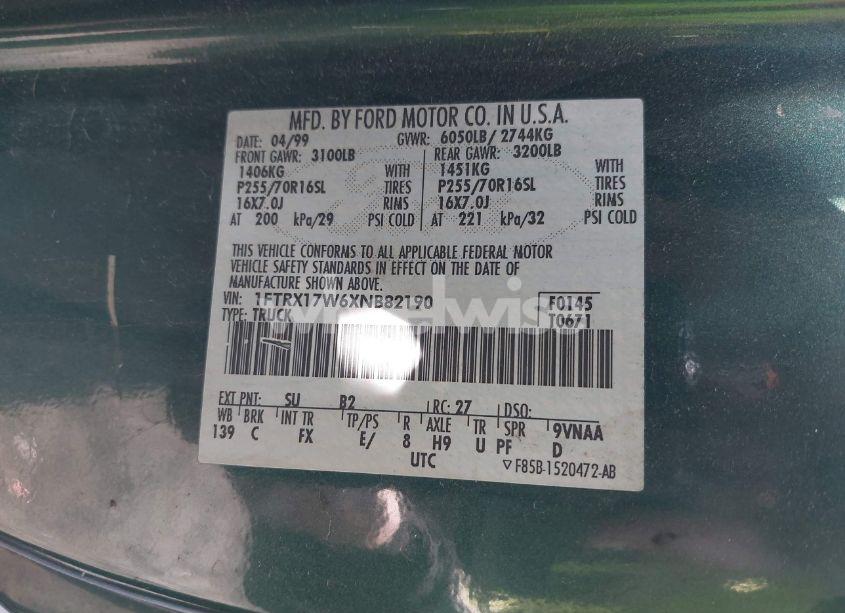 MFD. BY FORD MOTOR CO. IN U.S.A.
DATE: 04/99 GVWR: 6050LB/ 2744KG
FRONT GAWR: 3100LB REAR GAWR: 3200LB
1406KG WITH 1451KG WITH
P255/70R16SL TIRES P255/70R16SL TIRES
16X7.0J RIMS 16X7.0J RIMS
AT 200 kPa/29 PSI COLD AT 221 kPa/32 PSI COLD
THIS VEHICLE CONFORMS TO ALL APPLICABLE FEDERAL MOTOR
VEHICLE SAFETY STANDARDS IN EFFECT ON THE DATE OF
MANUFACTURE SHOWN ABOVE.
VIN: 1FTRX17W6XNB82190 F0145
TYPE: TRUCK T0671
EXT PNT: SU B2 RC: 27 DSO:
WB BRK INT TR TP/PS R AXLE TR SPR 9VNAA
139 C FX E/ 8 H9 U PF D
UTC F85B-1520472-AB